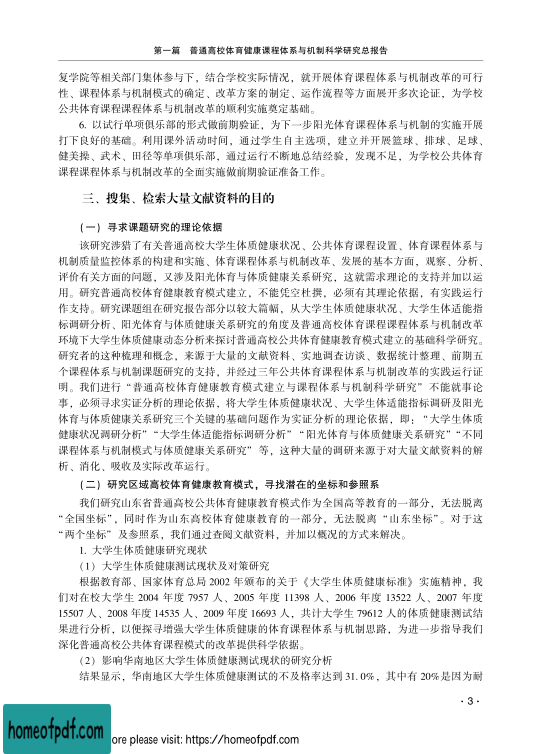 第一篇 普通高校体育健康课程体系与机制科学研究总报告
复学院等相关部门集体参与下，结合学校实际情况，就开展体育课程体系与机制改革的可行
性、课程体系与机制模式的确定、改革方案的制定、运作流程等方面展开多次论证，为学校
公共体育课程课程体系与机制改革的顺利实施奠定基础。
6. 以试行单项俱乐部的形式做前期验证，为下一步阳光体育课程体系与机制的实施开展
打下良好的基础。利用课外活动时间，通过学生自主选项，建立并开展篮球、排球、足球、
健美操、武术、田径等单项俱乐部，通过运行不断地总结经验，发现不足，为学校公共体育
课程课程体系与机制改革的全面实施做前期验证准备工作。
三、搜集、检索大量文献资料的目的
（一）寻求课题研究的理论依据
该研究涉猎了有关普通高校大学生体质健康状况、公共体育课程设置、体育课程体系与
机制质量监控体系的构建和实施、体育课程体系与机制改革、发展的基本方面，观察、分析、
评价有关方面的问题，又涉及阳光体育与体质健康关系研究，这就需求理论的支持并加以运
用。研究普通高校体育健康教育模式建立，不能凭空杜撰，必须有其理论依据，有实践运行
作支持。研究课题组在研究报告部分以较大篇幅，从大学生体质健康状况、大学生体适能指
标调研分析、阳光体育与体质健康关系研究的角度及普通高校体育课程课程体系与机制改革
环境下大学生体质健康动态分析来探讨普通高校公共体育健康教育模式建立的基础科学研究。
研究者的这种梳理和概念，来源于大量的文献资料、实地调查访谈、数据统计整理、前期五
个课程体系与机制课题研究的支持，并经过三年公共体育课程体系与机制改革的实践运行证
明。我们进行“普通高校体育健康教育模式建立与课程体系与机制科学研究”不能就事论
事，必须寻求实证分析的理论依据，将大学生体质健康状况、大学生体适能指标调研及阳光
体育与体质健康关系研究三个关键的基础问题作为实证分析的理论依据，即：“大学生体质
健康状况调研分析”“大学生体适能指标调研分析”“阳光体育与体质健康关系研究”“不同
课程体系与机制模式与体质健康关系研究”等，这种大量的调研来源于对大量文献资料的解
析、消化、吸收及实际改革运行。
（二）研究区域高校体育健康教育模式，寻找潜在的坐标和参照系
我们研究山东省普通高校公共体育健康教育模式作为全国高等教育的一部分，无法脱离
“全国坐标”，同时作为山东高校体育健康教育的一部分，无法脱离“山东坐标”。对于这
“两个坐标”及参照系，我们通过查阅文献资料，并加以概况的方式来解决。
1. 大学生体质健康研究现状
（1）大学生体质健康测试现状及对策研究
根据教育部、国家体育总局 2002 年颁布的关于《大学生体质健康标准》实施精神，我
们对在校大学生 2004 年度 7957 人、2005 年度 11398 人、2006 年度 13522 人、2007 年度
15507 人、2008 年度 14535 人、2009 年度 16693 人，共计大学生 79612 人的体质健康测试结
果进行分析，以便探寻增强大学生体质健康的体育课程体系与机制思路，为进一步指导我们
深化普通高校公共体育课程模式的改革提供科学依据。
（2）影响华南地区大学生体质健康测试现状的研究分析
结果显示，华南地区大学生体质健康测试的不及格率达到 31. 0%，其中有 20%是因为耐
· 3 ·
homeofpdf.com
ore please visit: https://homeofpdf.com